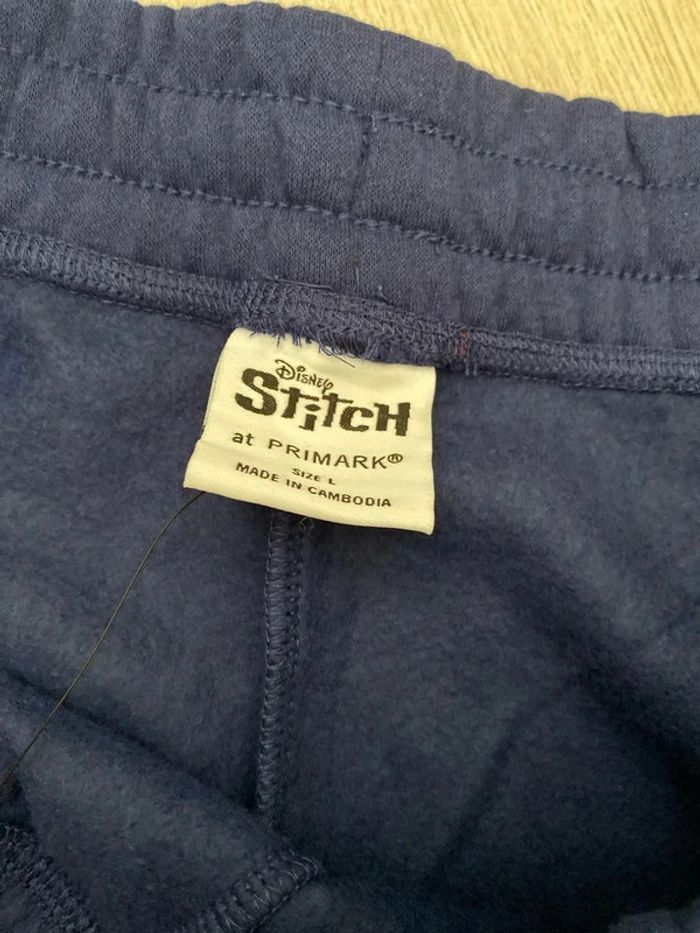 Disney
Stitch
at PRIMARK®
SIZE L
MADE IN CAMBODIA